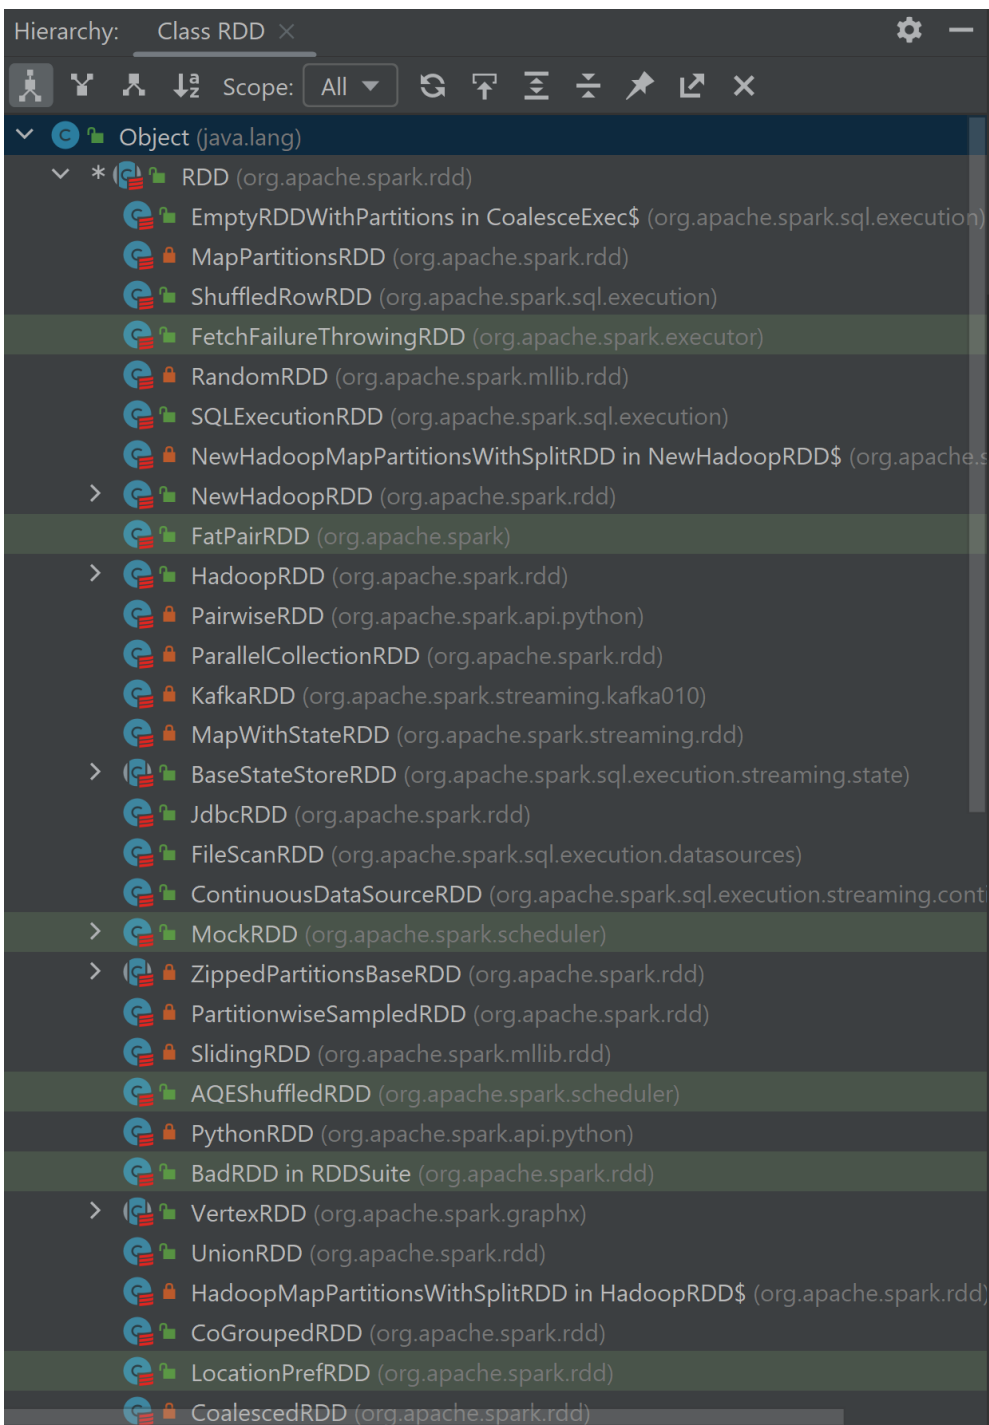 Hierarchy: Class RDD
Scope: All
Object (java.lang)
* RDD (org.apache.spark.rdd)
EmptyRDDWithPartitions in CoalesceExec$ (org.apache.spark.sql.execution)
MapPartitionsRDD (org.apache.spark.rdd)
ShuffledRowRDD (org.apache.spark.sql.execution)
FetchFailureThrowingRDD (org.apache.spark.executor)
RandomRDD (org.apache.spark.mllib.rdd)
SQLExecutionRDD (org.apache.spark.sql.execution)
NewHadoopMapPartitionsWithSplitRDD in NewHadoopRDD$ (org.apache.s
NewHadoopRDD (org.apache.spark.rdd)
FatPairRDD (org.apache.spark)
HadoopRDD (org.apache.spark.rdd)
PairwiseRDD (org.apache.spark.api.python)
ParallelCollectionRDD (org.apache.spark.rdd)
KafkaRDD (org.apache.spark.streaming.kafka010)
MapWithStateRDD (org.apache.spark.streaming.rdd)
BaseStateStoreRDD (org.apache.spark.sql.execution.streaming.state)
JdbcRDD (org.apache.spark.rdd)
FileScanRDD (org.apache.spark.sql.execution.datasources)
ContinuousDataSourceRDD (org.apache.spark.sql.execution.streaming.conti
MockRDD (org.apache.spark.scheduler)
ZippedPartitionsBaseRDD (org.apache.spark.rdd)
PartitionwiseSampledRDD (org.apache.spark.rdd)
SlidingRDD (org.apache.spark.mllib.rdd)
AQEShuffledRDD (org.apache.spark.scheduler)
PythonRDD (org.apache.spark.api.python)
BadRDD in RDDSuite (org.apache.spark.rdd)
VertexRDD (org.apache.spark.graphx)
UnionRDD (org.apache.spark.rdd)
HadoopMapPartitionsWithSplitRDD in HadoopRDD$ (org.apache.spark.rdd)
CoGroupedRDD (org.apache.spark.rdd)
LocationPrefRDD (org.apache.spark.rdd)
CoalescedRDD (org.apache.spark.rdd)